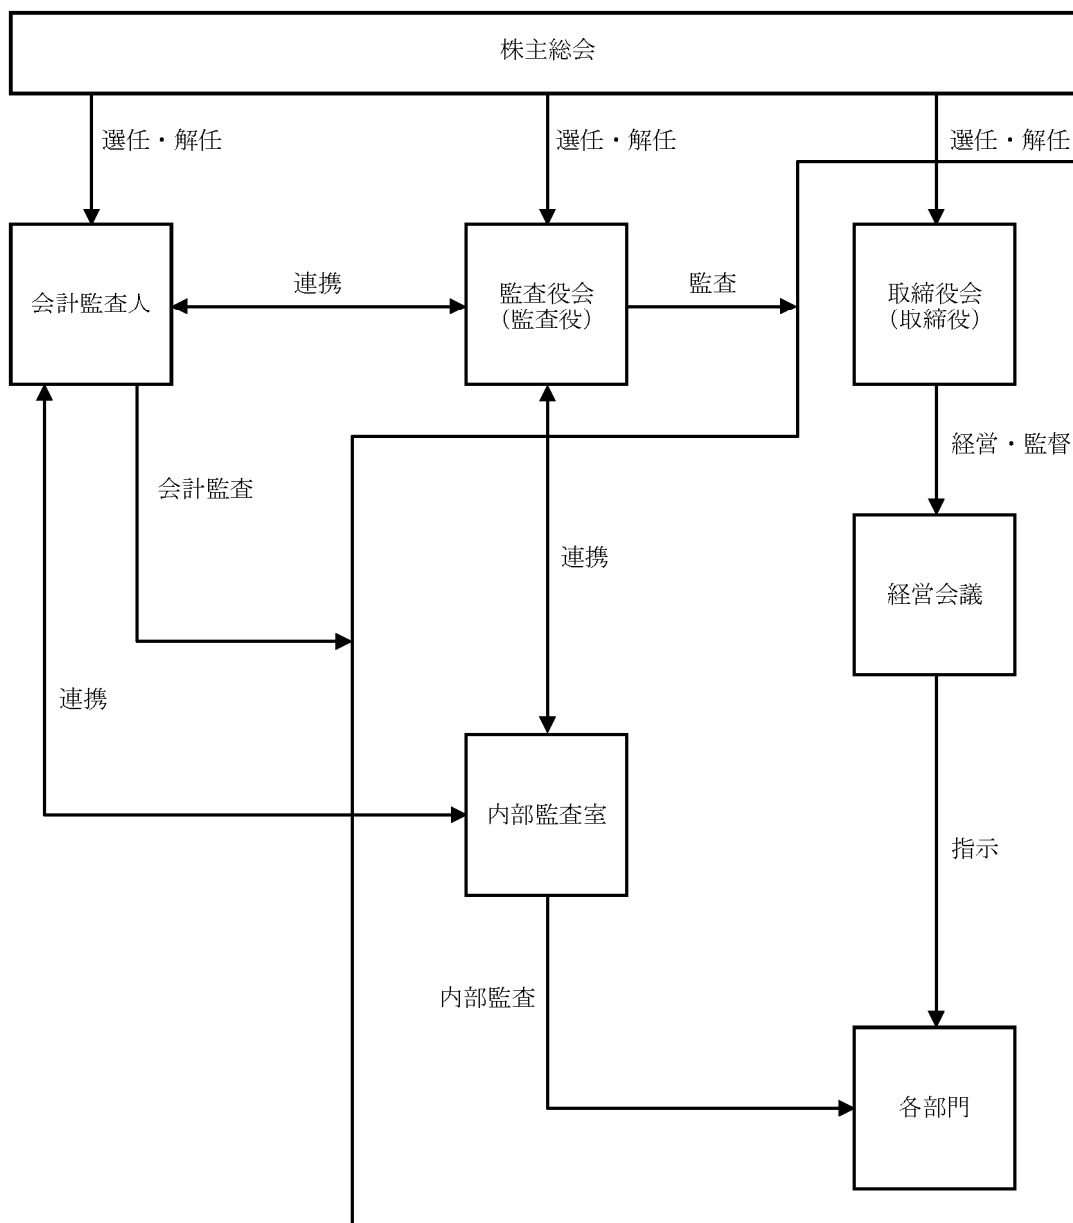 株主総会
選任・解任
選任・解任
選任・解任
会計監査人
連携
監査役会
（監査役）
監査
取締役会
（取締役）
経営・監督
会計監査
連携
経営会議
連携
内部監査室
指示
内部監査
各部門